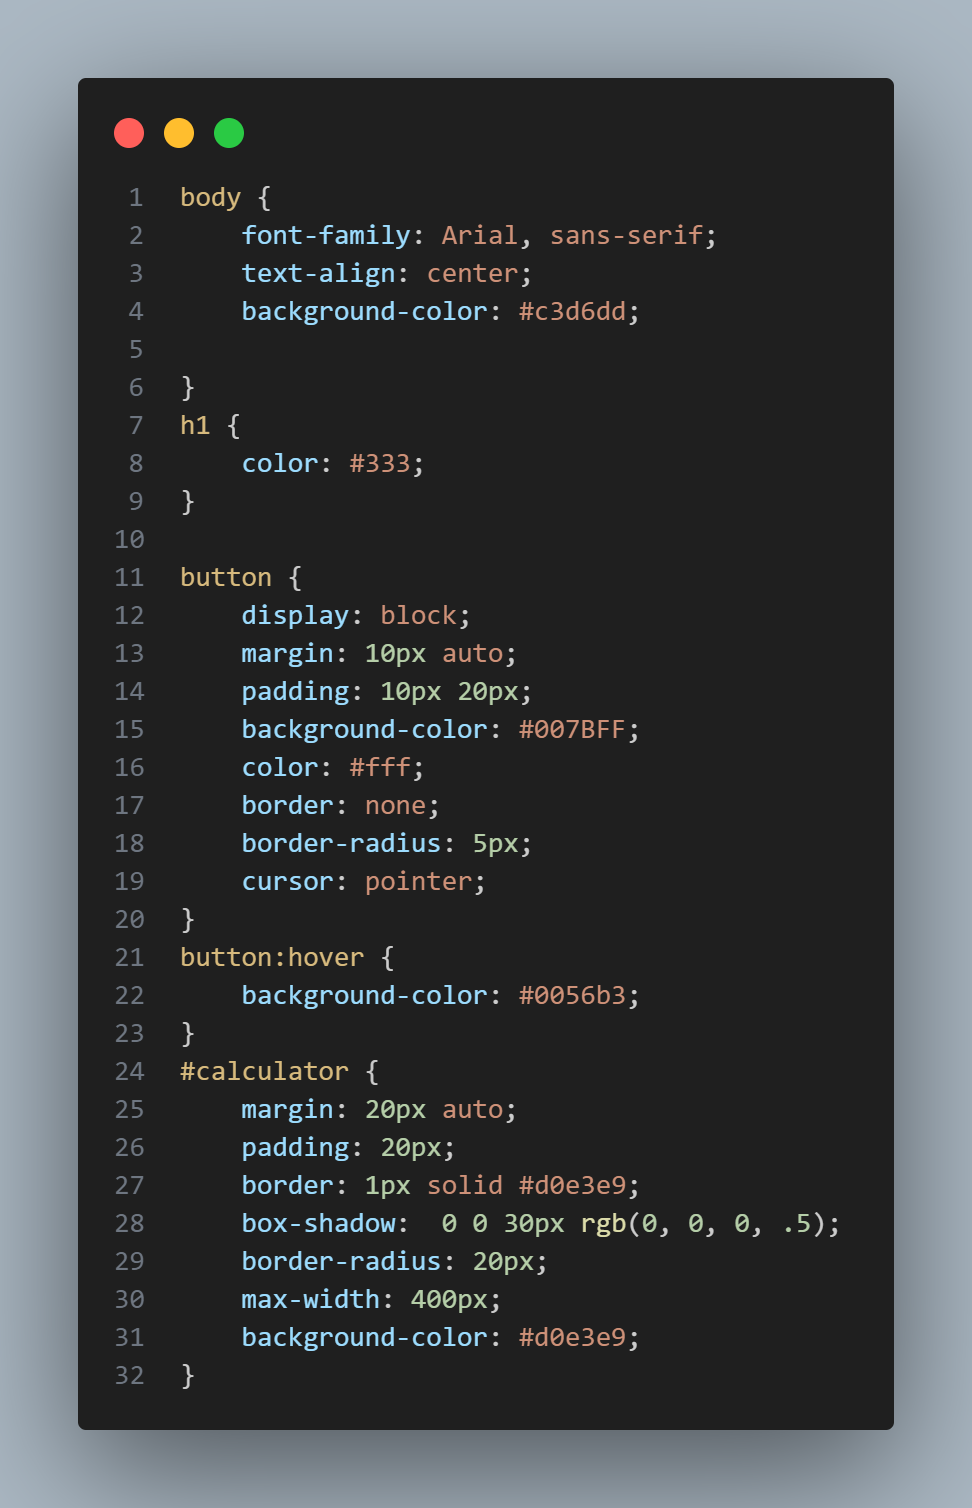 1 body {
2     font-family: Arial, sans-serif;
3     text-align: center;
4     background-color: #c3d6dd;
5
6 }
7 h1 {
8     color: #333;
9 }
10
11 button {
12     display: block;
13     margin: 10px auto;
14     padding: 10px 20px;
15     background-color: #007BFF;
16     color: #fff;
17     border: none;
18     border-radius: 5px;
19     cursor: pointer;
20 }
21 button:hover {
22     background-color: #0056b3;
23 }
24 #calculator {
25     margin: 20px auto;
26     padding: 20px;
27     border: 1px solid #d0e3e9;
28     box-shadow:  0 0 30px rgb(0, 0, 0, .5);
29     border-radius: 20px;
30     max-width: 400px;
31     background-color: #d0e3e9;
32 }